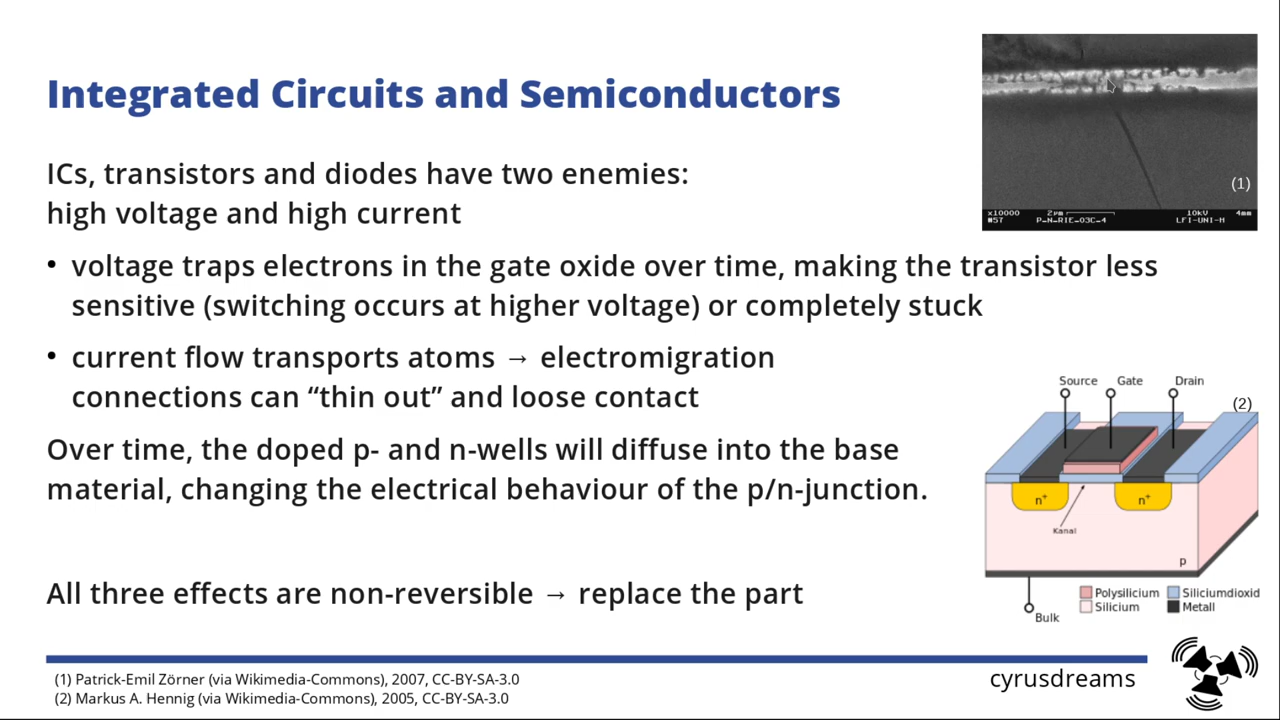 Integrated Circuits and Semiconductors
ICs, transistors and diodes have two enemies:
high voltage and high current
• voltage traps electrons in the gate oxide over time, making the transistor less
sensitive (switching occurs at higher voltage) or completely stuck
• current flow transports atoms → electromigration
connections can “thin out” and loose contact
Over time, the doped p- and n-wells will diffuse into the base
material, changing the electrical behaviour of the p/n-junction.
All three effects are non-reversible → replace the part
(1)
x10000 2µm 10kV 4mm
#57 P-N-RIE-03C-4 LFI-UNI-H
Source Gate Drain
(2)
n+ n+
Kanal
p
Polysilicium Siliciumdioxid
Silicium Metall
Bulk
(1) Patrick-Emil Zörner (via Wikimedia-Commons), 2007, CC-BY-SA-3.0
(2) Markus A. Hennig (via Wikimedia-Commons), 2005, CC-BY-SA-3.0
cyrusdreams